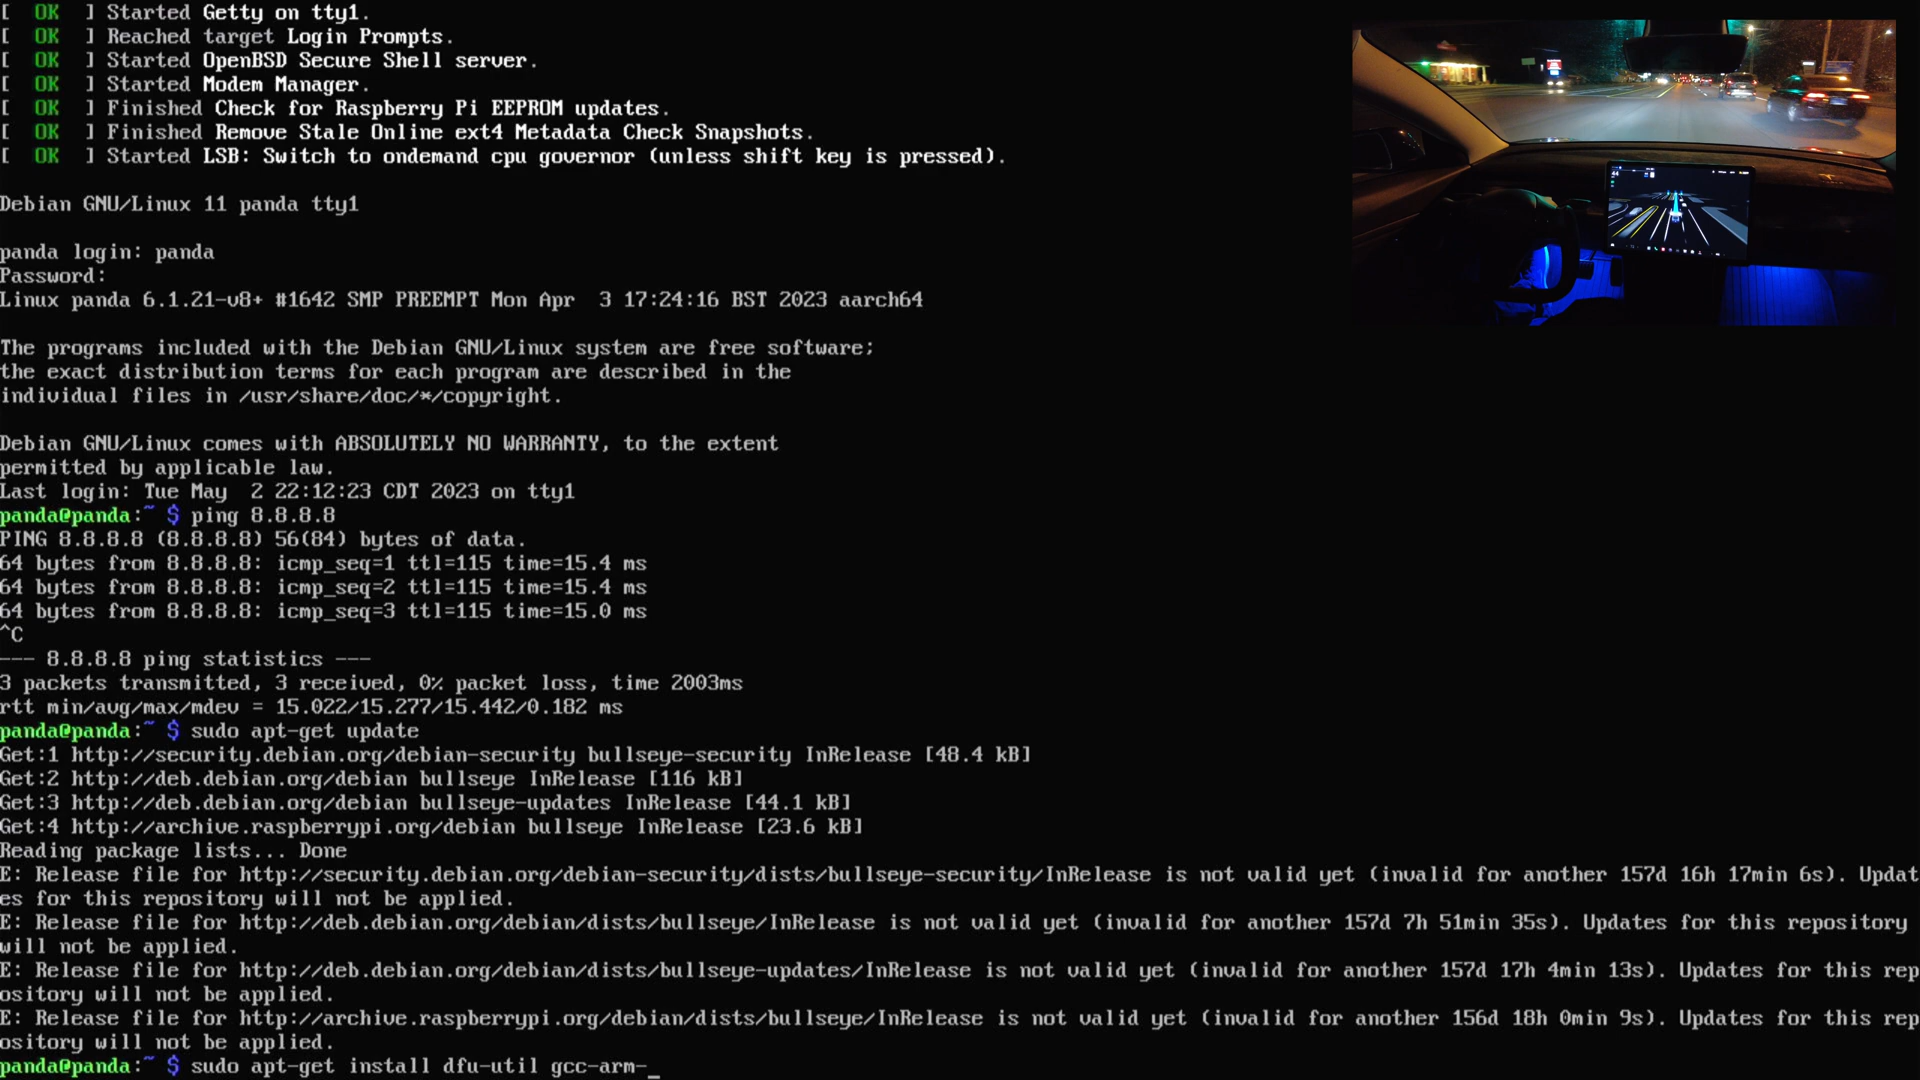 [  OK  ] Started Getty on tty1.
[  OK  ] Reached target Login Prompts.
[  OK  ] Started OpenBSD Secure Shell server.
[  OK  ] Started Modem Manager.
[  OK  ] Finished Check for Raspberry Pi EEPROM updates.
[  OK  ] Finished Remove Stale Online ext4 Metadata Check Snapshots.
[  OK  ] Started LSB: Switch to ondemand cpu governor (unless shift key is pressed).
Debian GNU/Linux 11 panda tty1
panda login: panda
Password:
Linux panda 6.1.21-v8+ #1642 SMP PREEMPT Mon Apr  3 17:24:16 BST 2023 aarch64
The programs included with the Debian GNU/Linux system are free software;
the exact distribution terms for each program are described in the
individual files in /usr/share/doc/*/copyright.
Debian GNU/Linux comes with ABSOLUTELY NO WARRANTY, to the extent
permitted by applicable law.
Last login: Tue May  2 22:12:23 CDT 2023 on tty1
panda@panda:~ $ ping 8.8.8.8
PING 8.8.8.8 (8.8.8.8) 56(84) bytes of data.
64 bytes from 8.8.8.8: icmp_seq=1 ttl=115 time=15.4 ms
64 bytes from 8.8.8.8: icmp_seq=2 ttl=115 time=15.4 ms
64 bytes from 8.8.8.8: icmp_seq=3 ttl=115 time=15.0 ms
^C
--- 8.8.8.8 ping statistics ---
3 packets transmitted, 3 received, 0% packet loss, time 2003ms
rtt min/avg/max/mdev = 15.022/15.277/15.442/0.182 ms
panda@panda:~ $ sudo apt-get update
Get:1 http://security.debian.org/debian-security bullseye-security InRelease [48.4 kB]
Get:2 http://deb.debian.org/debian bullseye InRelease [116 kB]
Get:3 http://deb.debian.org/debian bullseye-updates InRelease [44.1 kB]
Get:4 http://archive.raspberrypi.org/debian bullseye InRelease [23.6 kB]
Reading package lists... Done
E: Release file for http://security.debian.org/debian-security/dists/bullseye-security/InRelease is not valid yet (invalid for another 157d 16h 17min 6s). Updat
es for this repository will not be applied.
E: Release file for http://deb.debian.org/debian/dists/bullseye/InRelease is not valid yet (invalid for another 157d 7h 51min 35s). Updates for this repository
will not be applied.
E: Release file for http://deb.debian.org/debian/dists/bullseye-updates/InRelease is not valid yet (invalid for another 157d 17h 4min 13s). Updates for this rep
ository will not be applied.
E: Release file for http://archive.raspberrypi.org/debian/dists/bullseye/InRelease is not valid yet (invalid for another 156d 18h 0min 9s). Updates for this rep
ository will not be applied.
panda@panda:~ $ sudo apt-get install dfu-util gcc-arm-_